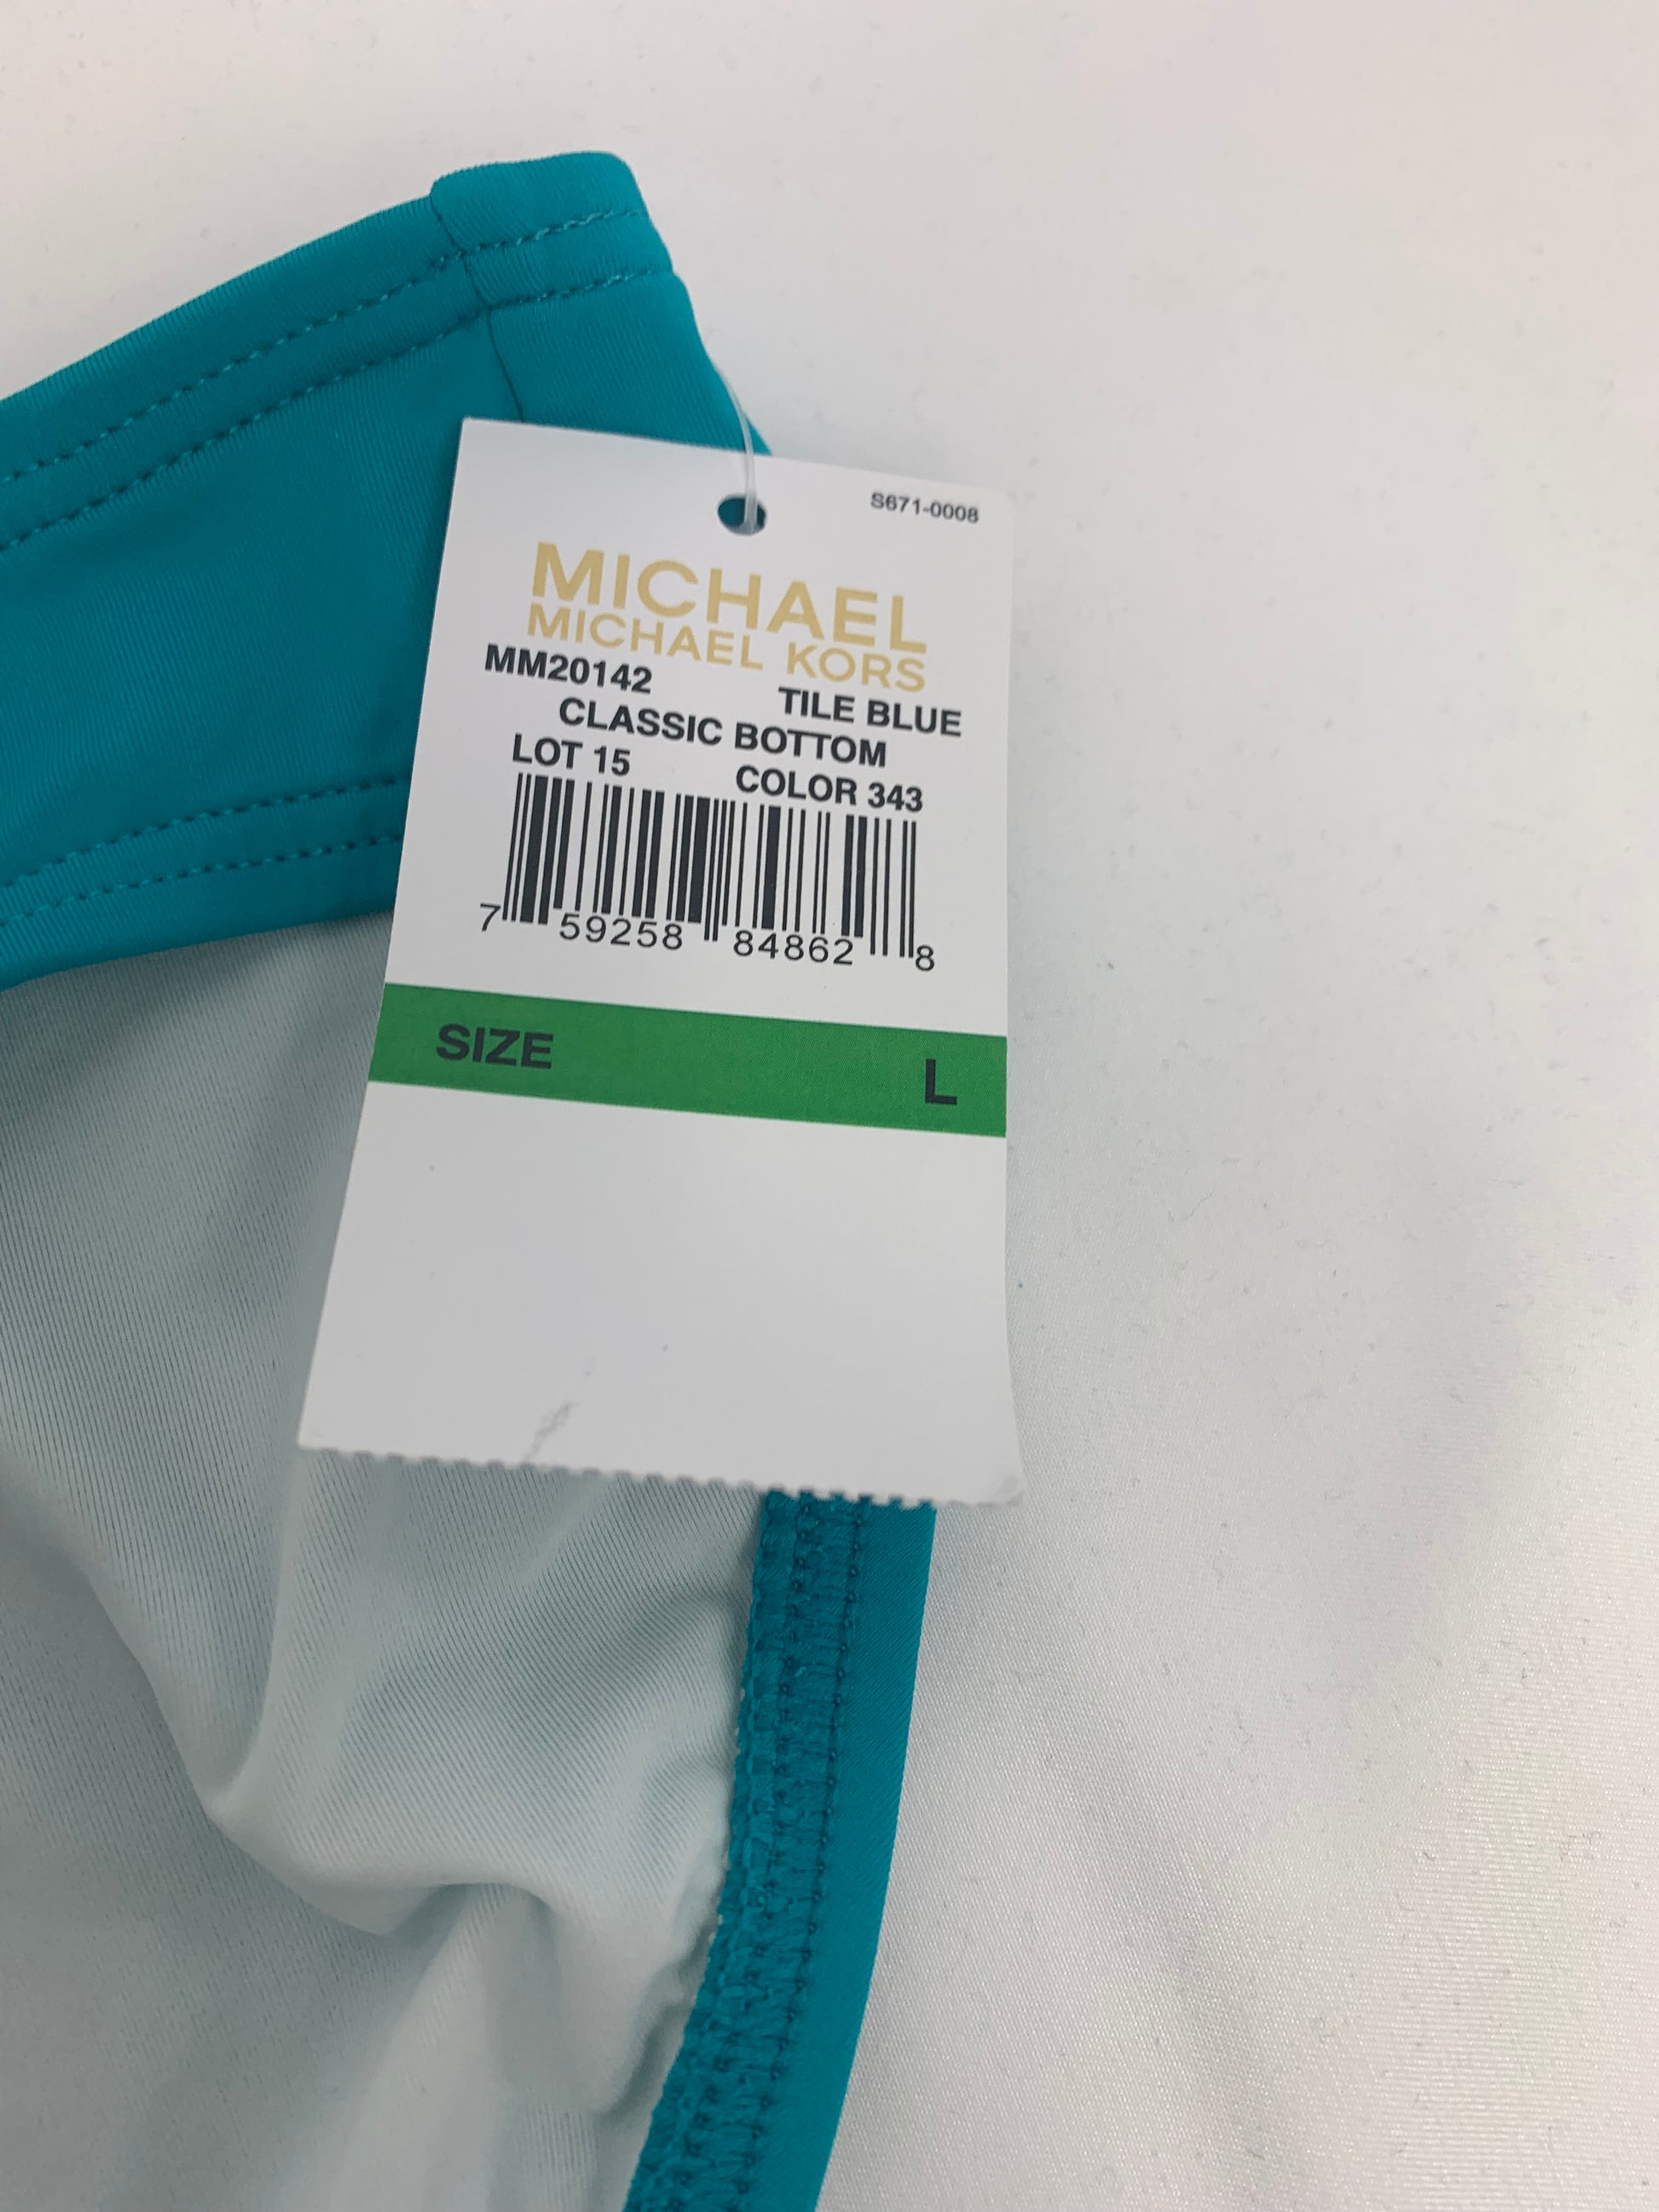 S671-0008
MICHAEL
MICHAEL KORS
MM20142 TILE BLUE
CLASSIC BOTTOM
LOT 15 COLOR 343
7 59258 84862 8
SIZE L